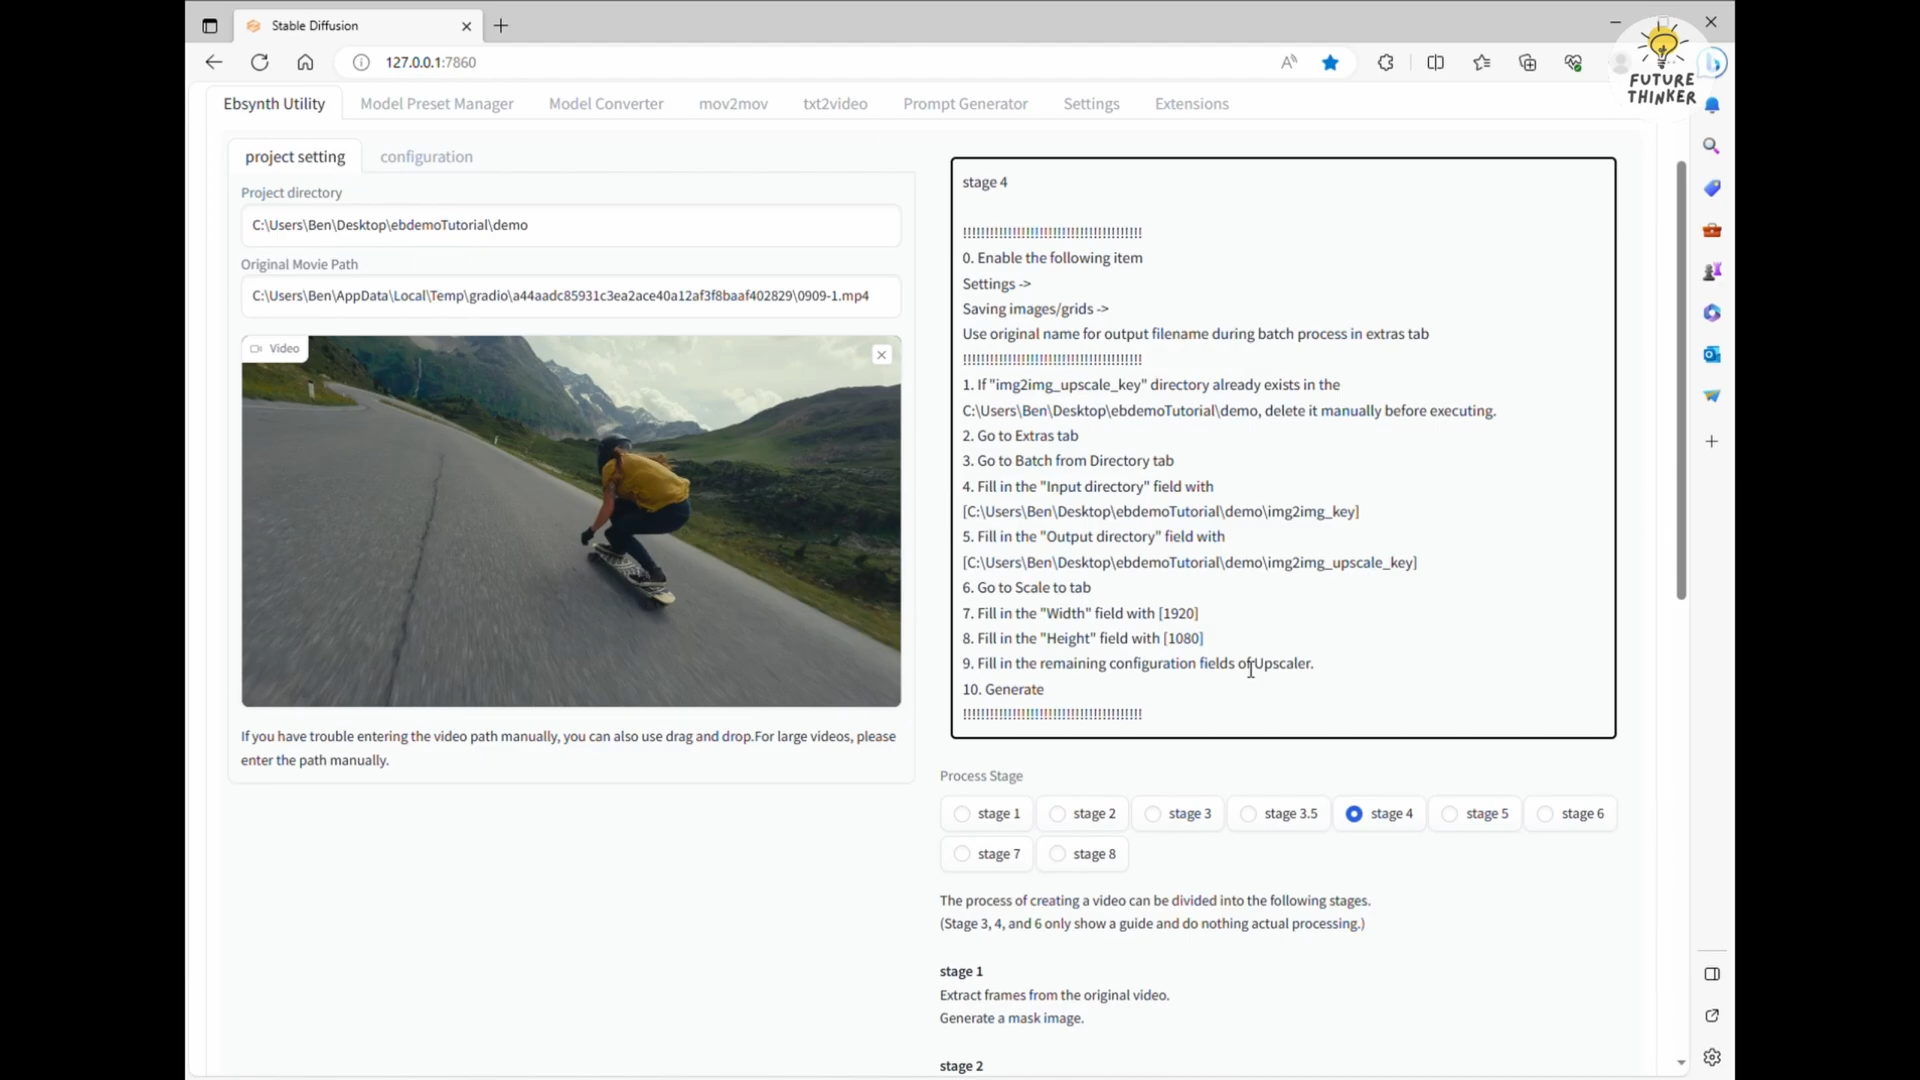 Stable Diffusion
127.0.0.1:7860
FUTURE
THINKER
Ebsynth Utility
Model Preset Manager
Model Converter
mov2mov
txt2video
Prompt Generator
Settings
Extensions
project setting
configuration
Project directory
C:\Users\Ben\Desktop\ebdemoTutorial\demo
Original Movie Path
C:\Users\Ben\AppData\Local\Temp\gradio\a44aadc85931c3ea2ace40a12af3f8baaf402829\0909-1.mp4
Video
If you have trouble entering the video path manually, you can also use drag and drop.For large videos, please
enter the path manually.
stage 4
!!!!!!!!!!!!!!!!!!!!!!!!!!!!!!!!!!!!!!!!
0. Enable the following item
Settings ->
Saving images/grids ->
Use original name for output filename during batch process in extras tab
!!!!!!!!!!!!!!!!!!!!!!!!!!!!!!!!!!!!!!!!
1. If "img2img_upscale_key" directory already exists in the
C:\Users\Ben\Desktop\ebdemoTutorial\demo, delete it manually before executing.
2. Go to Extras tab
3. Go to Batch from Directory tab
4. Fill in the "Input directory" field with
[C:\Users\Ben\Desktop\ebdemoTutorial\demo\img2img_key]
5. Fill in the "Output directory" field with
[C:\Users\Ben\Desktop\ebdemoTutorial\demo\img2img_upscale_key]
6. Go to Scale to tab
7. Fill in the "Width" field with [1920]
8. Fill in the "Height" field with [1080]
9. Fill in the remaining configuration fields of Upscaler.
10. Generate
!!!!!!!!!!!!!!!!!!!!!!!!!!!!!!!!!!!!!!!!
Process Stage
stage 1
stage 2
stage 3
stage 3.5
stage 4
stage 5
stage 6
stage 7
stage 8
The process of creating a video can be divided into the following stages.
(Stage 3, 4, and 6 only show a guide and do nothing actual processing.)
stage 1
Extract frames from the original video.
Generate a mask image.
stage 2